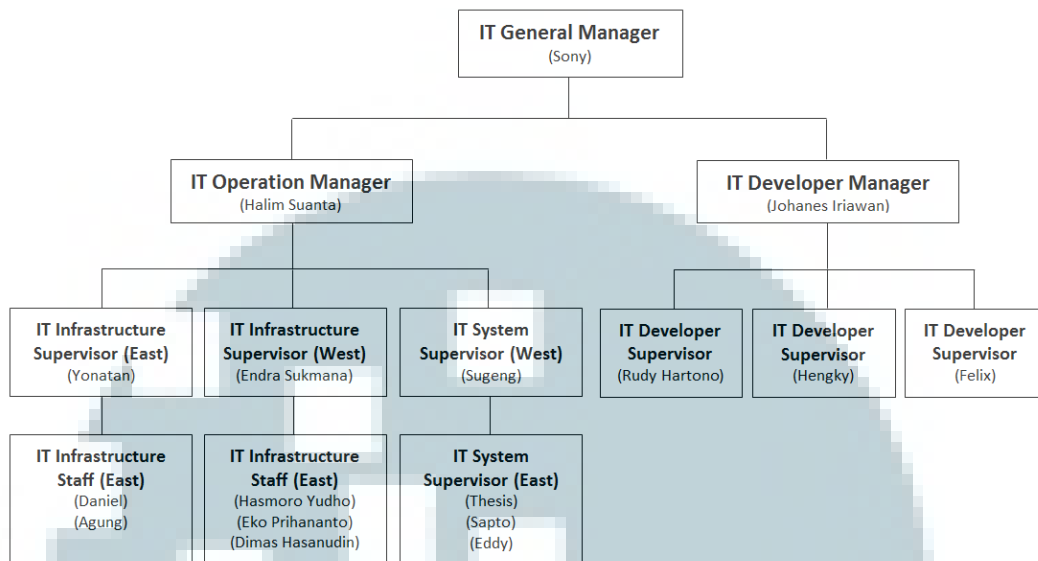 IT General Manager
(Sony)
IT Operation Manager
(Halim Suanta)
IT Developer Manager
(Johanes Iriawan)
IT Infrastructure
Supervisor (East)
(Yonatan)
IT Infrastructure
Supervisor (West)
(Endra Sukmana)
IT System
Supervisor (West)
(Sugeng)
IT Developer
Supervisor
(Rudy Hartono)
IT Developer
Supervisor
(Hengky)
IT Developer
Supervisor
(Felix)
IT Infrastructure
Staff (East)
(Daniel)
(Agung)
IT Infrastructure
Staff (East)
(Hasmoro Yudho)
(Eko Prihananto)
(Dimas Hasanudin)
IT System
Supervisor (East)
(Thesis)
(Sapto)
(Eddy)